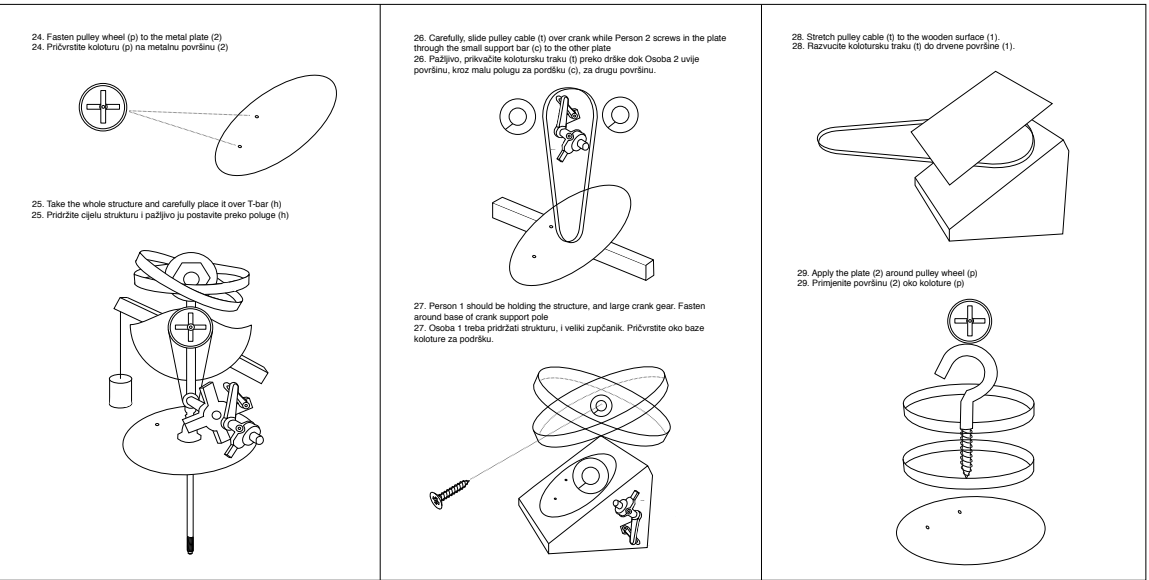 24. Fasten pulley wheel (p) to the metal plate (2)
24. Pričvrstite koloturu (p) na metalnu površinu (2)
25. Take the whole structure and carefully place it over T-bar (h)
25. Pridržite cijelu strukturu i pažljivo ju postavite preko poluge (h)
26. Carefully, slide pulley cable (t) over crank while Person 2 screws in the plate
through the small support bar (c) to the other plate
26. Pažljivo, prikvačite kolotursku traku (t) preko drške dok Osoba 2 uvije
površinu, kroz malu polugu za pordšku (c), za drugu površinu.
27. Person 1 should be holding the structure, and large crank gear. Fasten
around base of crank support pole
27. Osoba 1 treba pridržati strukturu, i veliki zupčanik. Pričvrstite oko baze
koloture za podršku.
28. Stretch pulley cable (t) to the wooden surface (1).
28. Razvucite kolotursku traku (t) do drvene površine (1).
29. Apply the plate (2) around pulley wheel (p)
29. Primjenite površinu (2) oko koloture (p)